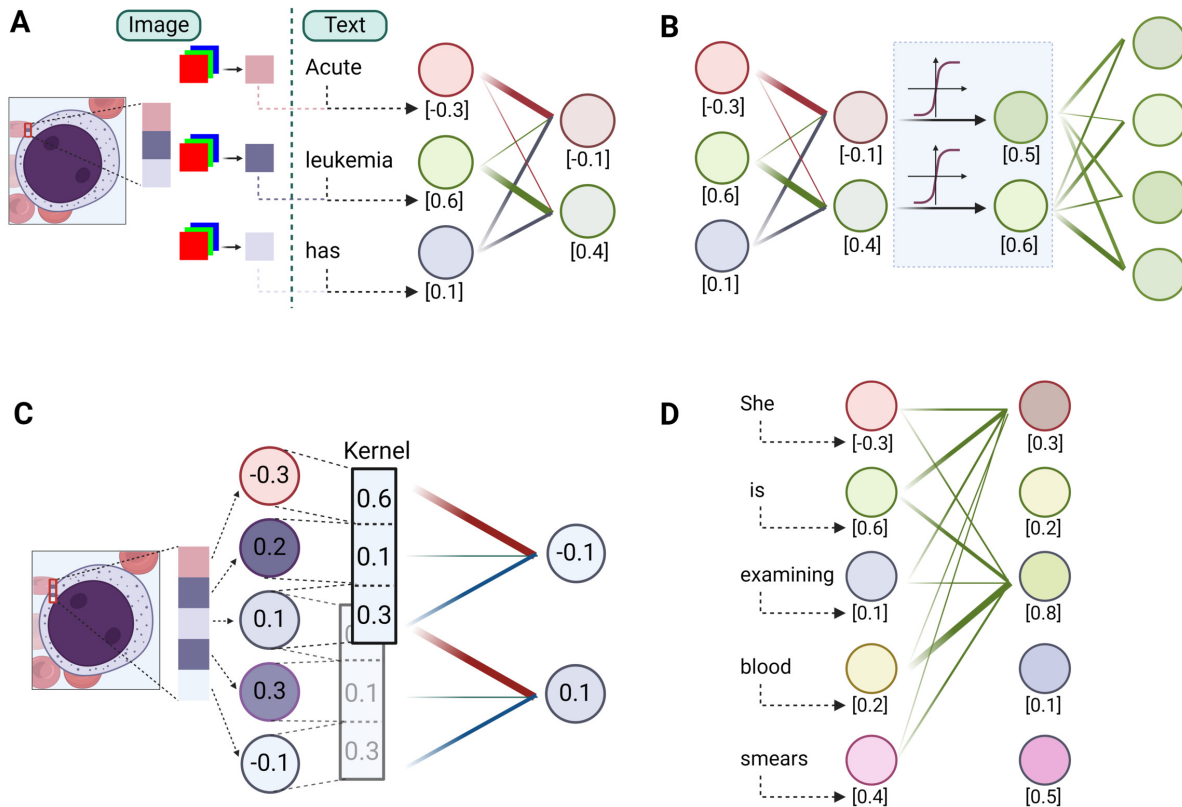 A
Image
Text
Acute
[-0.3]
[-0.1]
leukemia
[0.6]
[0.4]
has
[0.1]
B
[-0.3]
[-0.1]
[0.5]
[0.6]
[0.4]
[0.6]
[0.1]
C
Kernel
-0.3
0.6
0.2
0.1
-0.1
0.1
0.3
0.3
0.1
0.1
-0.1
0.3
D
She
[-0.3]
[0.3]
is
[0.6]
[0.2]
examining
[0.1]
[0.8]
blood
[0.2]
[0.1]
smears
[0.4]
[0.5]